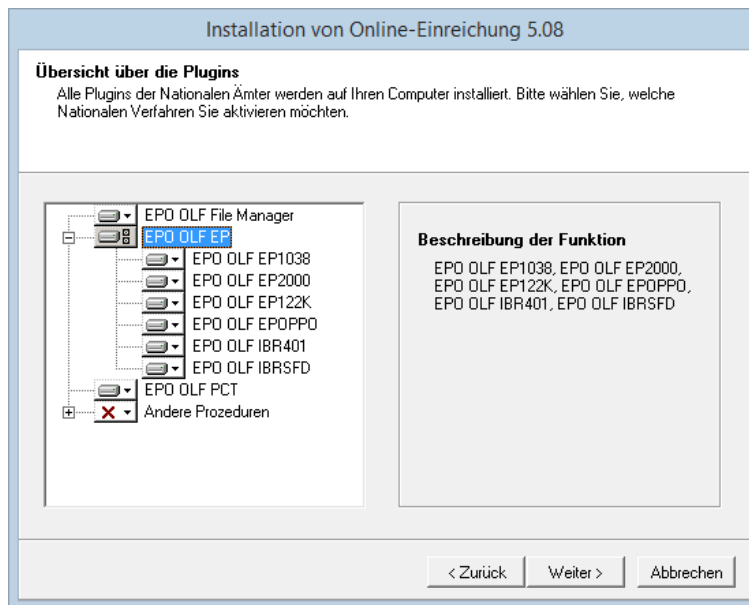 Installation von Online-Einreichung 5.08
Übersicht über die Plugins
Alle Plugins der Nationalen Ämter werden auf Ihren Computer installiert. Bitte wählen Sie, welche
Nationalen Verfahren Sie aktivieren möchten.
EPO OLF File Manager
EPO OLF EP
EPO OLF EP1038
EPO OLF EP2000
EPO OLF EP122K
EPO OLF EPOPPO
EPO OLF IBR401
EPO OLF IBRSFD
EPO OLF PCT
Andere Prozeduren
Beschreibung der Funktion
EPO OLF EP1038, EPO OLF EP2000,
EPO OLF EP122K, EPO OLF EPOPPO,
EPO OLF IBR401, EPO OLF IBRSFD
< Zurück
Weiter >
Abbrechen